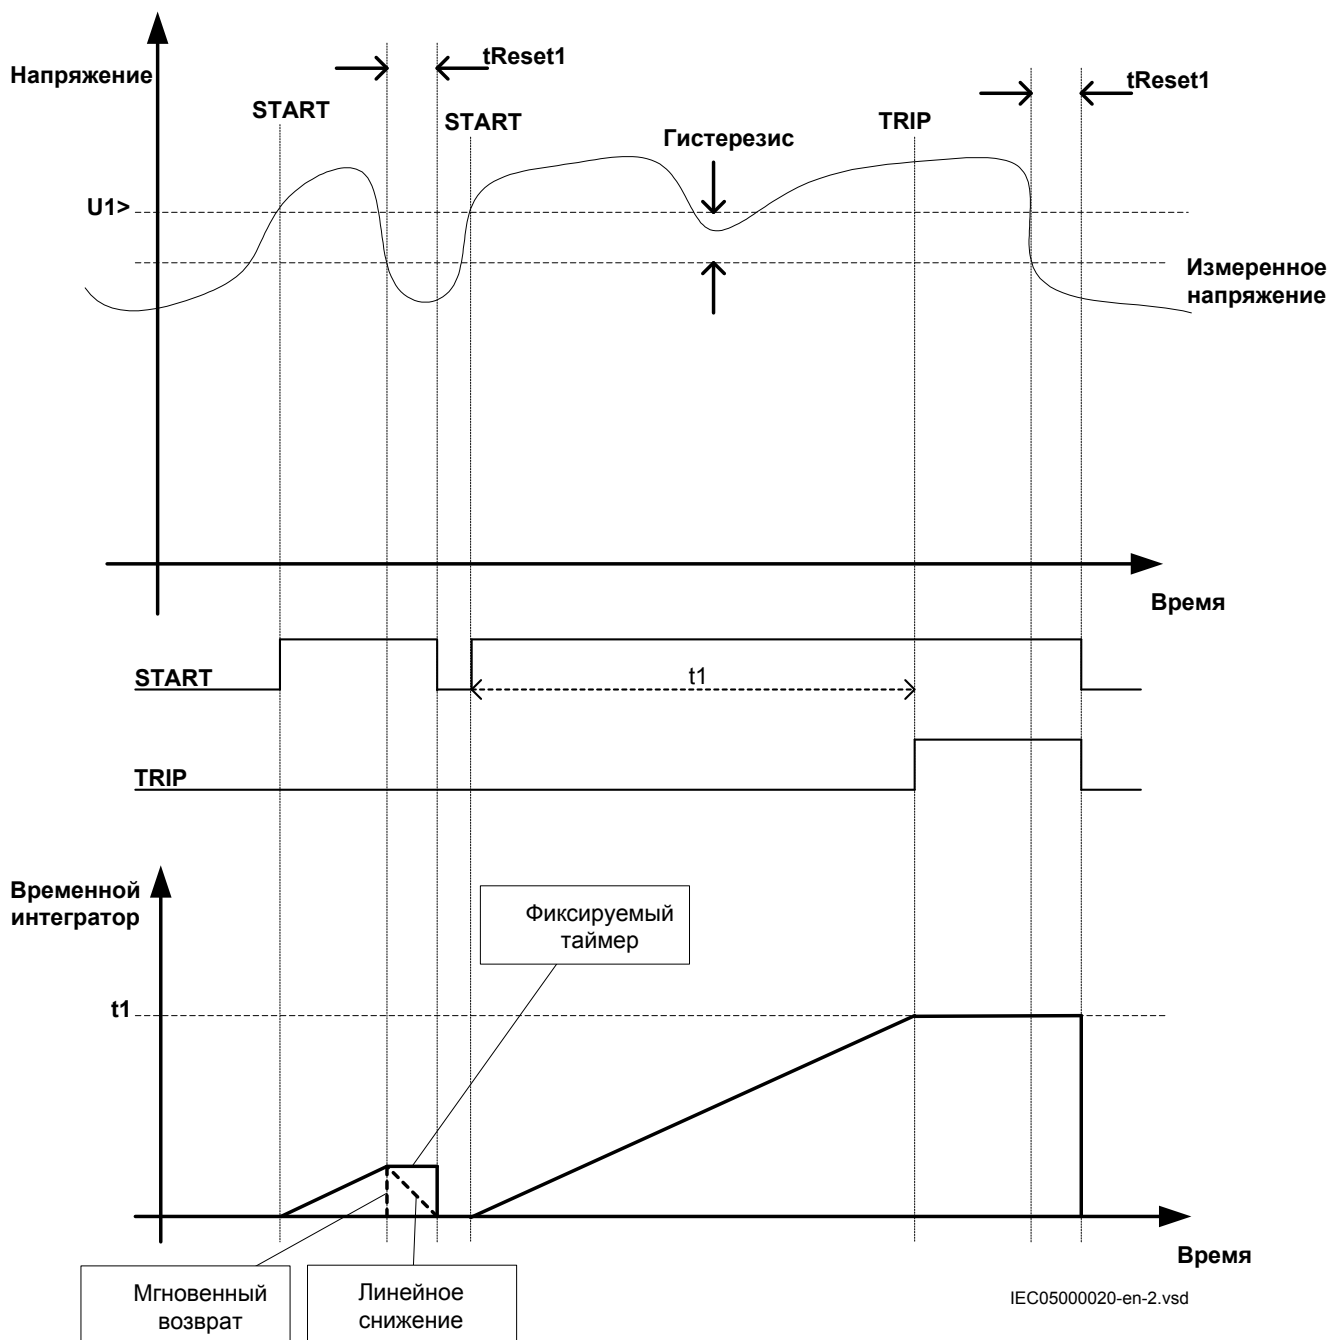 tReset1
Напряжение
tReset1
START
START
TRIP
Гистерезис
U1>
Измеренное
напряжение
Время
START
t1
TRIP
Временной
интегратор
Фиксируемый
таймер
t1
Время
Мгновенный
возврат
Линейное
снижение
IEC05000020-en-2.vsd